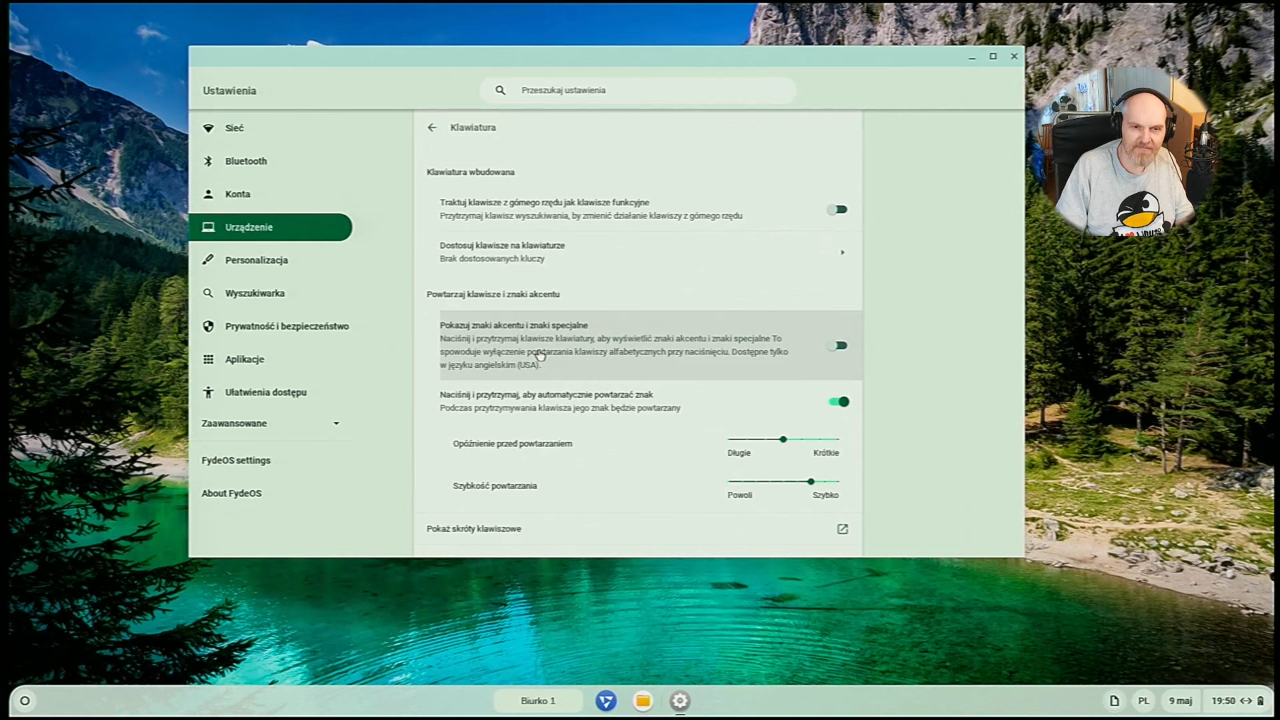 Ustawienia
Przeszukaj ustawienia
Sieć
Bluetooth
Konta
Urządzenie
Personalizacja
Wyszukiwarka
Prywatność i bezpieczeństwo
Aplikacje
Ułatwienia dostępu
Zaawansowane
FydeOS settings
About FydeOS
Klawiatura
Klawiatura wbudowana
Traktuj klawisze z górnego rzędu jak klawisze funkcyjne
Przytrzymaj klawisz wyszukiwania, by zmienić działanie klawiszy z górnego rzędu
Dostosuj klawisze na klawiaturze
Brak dostosowanych kluczy
Powtarzaj klawisze i znaki akcentu
Pokazuj znaki akcentu i znaki specjalne
Naciśnij i przytrzymaj klawisze klawiatury, aby wyświetlić znaki akcentu i znaki specjalne To
spowoduje wyłączenie powtarzania klawiszy alfabetycznych przy naciśnięciu. Dostępne tylko
w języku angielskim (USA).
Naciśnij i przytrzymaj, aby automatycznie powtarzać znak
Podczas przytrzymywania klawisza jego znak będzie powtarzany
Opóźnienie przed powtarzaniem
Długie Krótkie
Szybkość powtarzania
Powoli Szybko
Pokaż skróty klawiszowe
Biurko 1
PL
9 maj
19:50